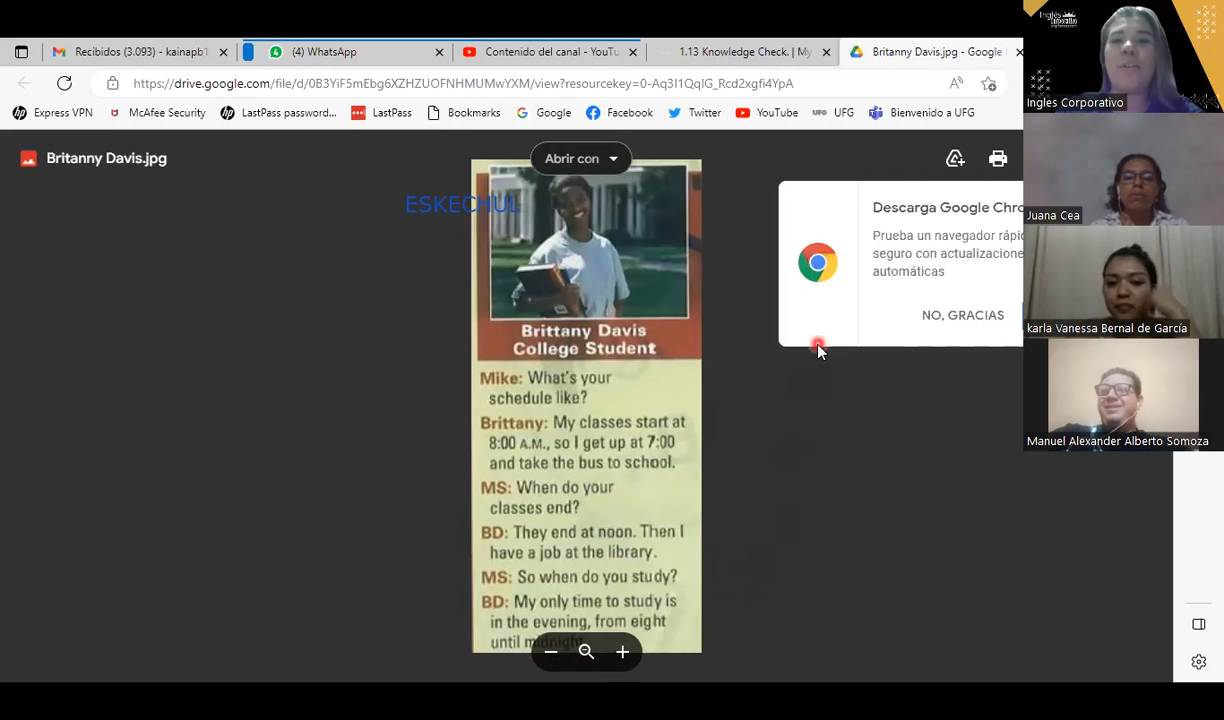 Recibidos (3.093) - kainapb1
(4) WhatsApp
Contenido del canal - YouTu
1.13 Knowledge Check. | My
Britanny Davis.jpg - Google
https://drive.google.com/file/d/0B3YiF5mEbg6XZHZUOFNHMUMwYXM/view?resourcekey=0-Aq3I1QqIG_Rcd2xgfi4YpA
Express VPN
McAfee Security
LastPass password...
LastPass
Bookmarks
Google
Facebook
Twitter
YouTube
UFG
Bienvenido a UFG
Britanny Davis.jpg
Abrir con
ESKECHUL
Brittany Davis
College Student
Mike: What's your
schedule like?
Brittany: My classes start at
8:00 A.M., so I get up at 7:00
and take the bus to school.
MS: When do your
classes end?
BD: They end at noon. Then I
have a job at the library.
MS: So when do you study?
BD: My only time to study is
in the evening, from eight
until midnight.
Descarga Google Chro
Prueba un navegador rápi
seguro con actualizacione
automáticas
NO, GRACIAS
Inglés
Corporativo
Ingles Corporativo
Juana Cea
karla Vanessa Bernal de García
Manuel Alexander Alberto Somoza